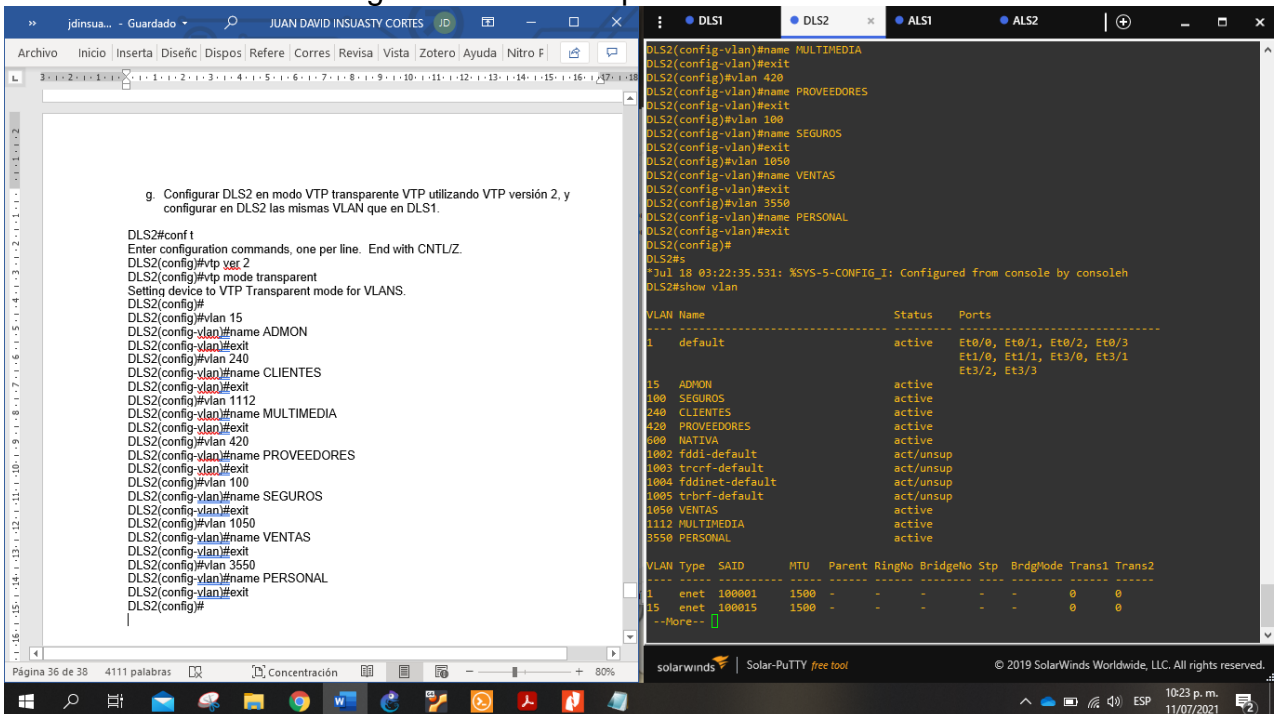 jdinsua... - Guardado
JUAN DAVID INSUASTY CORTES JD
Archivo Inicio Inserta Diseñc Dispos Refere Corres Revisa Vista Zotero Ayuda Nitro F
g. Configurar DLS2 en modo VTP transparente VTP utilizando VTP versión 2, y
configurar en DLS2 las mismas VLAN que en DLS1.
DLS2#conf t
Enter configuration commands, one per line. End with CNTL/Z.
DLS2(config)#vtp ver 2
DLS2(config)#vtp mode transparent
Setting device to VTP Transparent mode for VLANS.
DLS2(config)#
DLS2(config)#vlan 15
DLS2(config-vlan)#name ADMON
DLS2(config-vlan)#exit
DLS2(config)#vlan 240
DLS2(config-vlan)#name CLIENTES
DLS2(config-vlan)#exit
DLS2(config)#vlan 1112
DLS2(config-vlan)#name MULTIMEDIA
DLS2(config-vlan)#exit
DLS2(config)#vlan 420
DLS2(config-vlan)#name PROVEEDORES
DLS2(config-vlan)#exit
DLS2(config)#vlan 100
DLS2(config-vlan)#name SEGUROS
DLS2(config-vlan)#exit
DLS2(config)#vlan 1050
DLS2(config-vlan)#name VENTAS
DLS2(config-vlan)#exit
DLS2(config)#vlan 3550
DLS2(config-vlan)#name PERSONAL
DLS2(config-vlan)#exit
DLS2(config)#
Página 36 de 38 4111 palabras Concentración 80%
DLS1 DLS2 ALS1 ALS2
DLS2(config-vlan)#name MULTIMEDIA
DLS2(config-vlan)#exit
DLS2(config)#vlan 420
DLS2(config-vlan)#name PROVEEDORES
DLS2(config-vlan)#exit
DLS2(config)#vlan 100
DLS2(config-vlan)#name SEGUROS
DLS2(config-vlan)#exit
DLS2(config)#vlan 1050
DLS2(config-vlan)#name VENTAS
DLS2(config-vlan)#exit
DLS2(config)#vlan 3550
DLS2(config-vlan)#name PERSONAL
DLS2(config-vlan)#exit
DLS2(config)#
DLS2#s
*Jul 18 03:22:35.531: %SYS-5-CONFIG_I: Configured from console by consoleh
DLS2#show vlan
VLAN Name Status Ports
---- -------------------------------- --------- -------------------------------
1 default active Et0/0, Et0/1, Et0/2, Et0/3
Et1/0, Et1/1, Et3/0, Et3/1
Et3/2, Et3/3
15 ADMON active
100 SEGUROS active
240 CLIENTES active
420 PROVEEDORES active
600 NATIVA active
1002 fddi-default act/unsup
1003 trcrf-default act/unsup
1004 fddinet-default act/unsup
1005 trbrf-default act/unsup
1050 VENTAS active
1112 MULTIMEDIA active
3550 PERSONAL active
VLAN Type SAID MTU Parent RingNo BridgeNo Stp BrdgMode Trans1 Trans2
---- ----- ---------- ----- ------ ------ -------- ---- -------- ------ ------
1 enet 100001 1500 - - - - - 0 0
15 enet 100015 1500 - - - - - 0 0
--More--
solarwinds Solar-PuTTY free tool © 2019 SolarWinds Worldwide, LLC. All rights reserved.
ESP 10:23 p. m.
11/07/2021 2